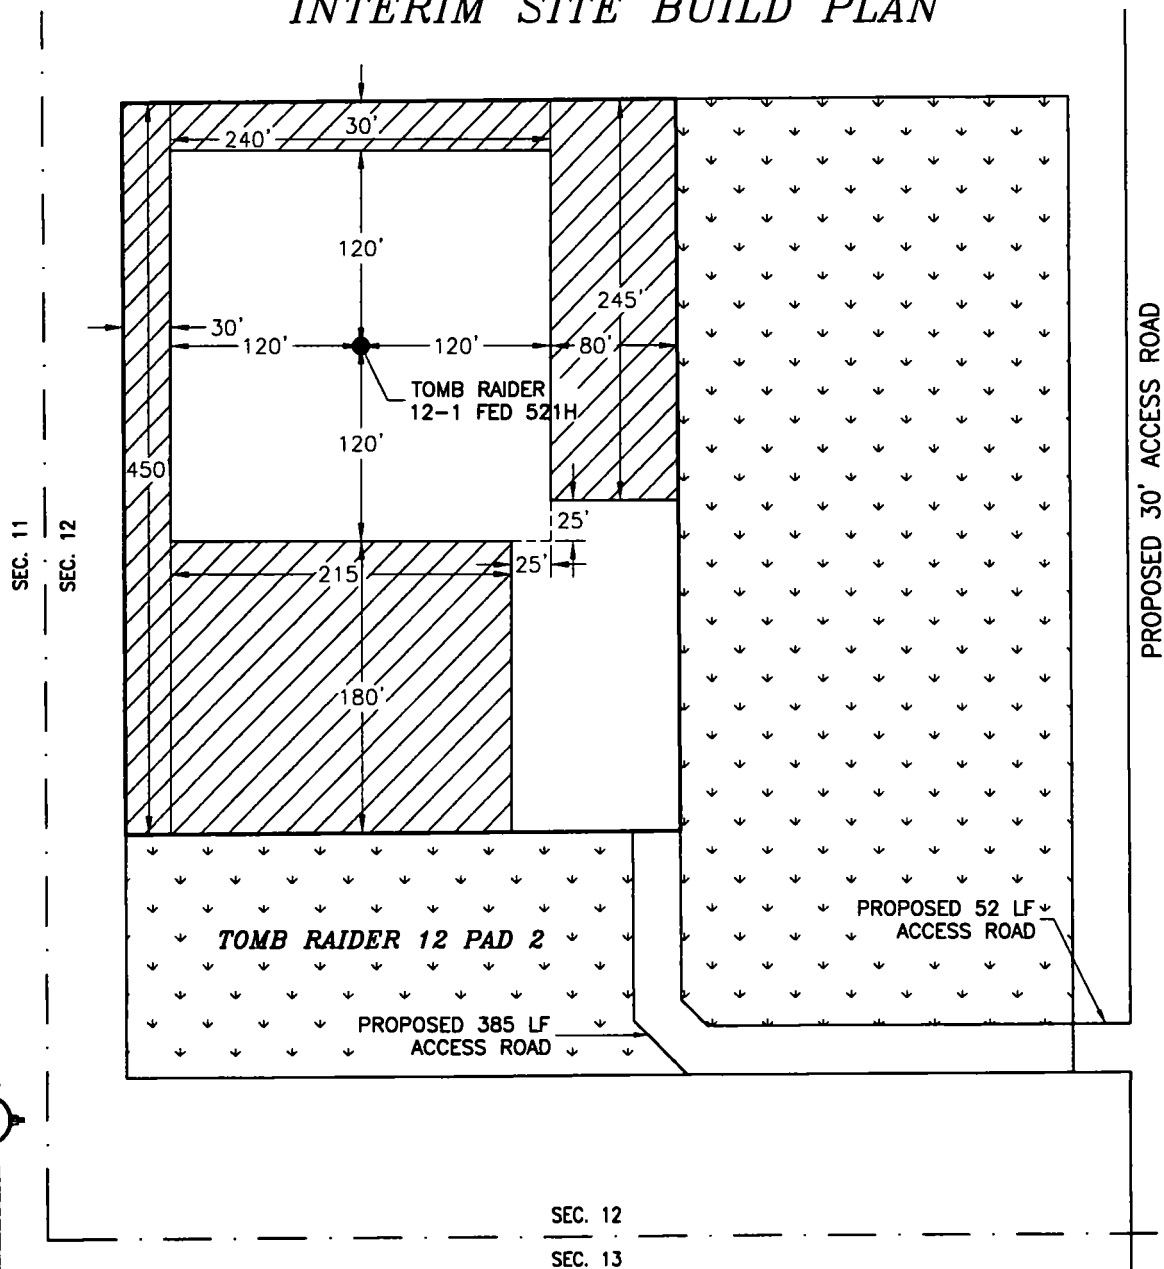 INTERIM SITE BUILD PLAN
30'
240'
120'
245'
30'
120'
120'
80'
TOMB RAIDER
12-1 FED 521H
120'
450'
25'
25'
215'
180'
SEC. 11
SEC. 12
PROPOSED 30' ACCESS ROAD
PROPOSED 52 LF
ACCESS ROAD
TOMB RAIDER 12 PAD 2
PROPOSED 385 LF
ACCESS ROAD
SEC. 12
SEC. 13